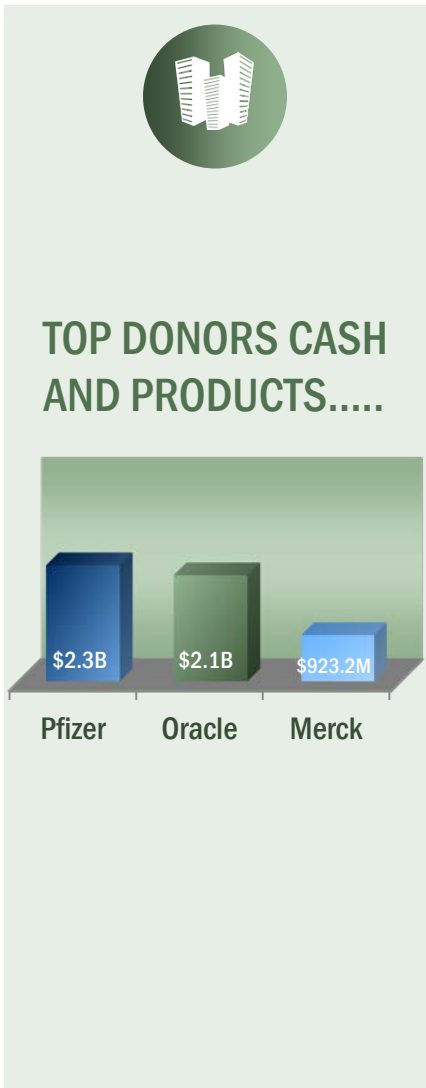 TOP DONORS CASH
AND PRODUCTS.....
$2.3B
$2.1B
$923.2M
Pfizer
Oracle
Merck